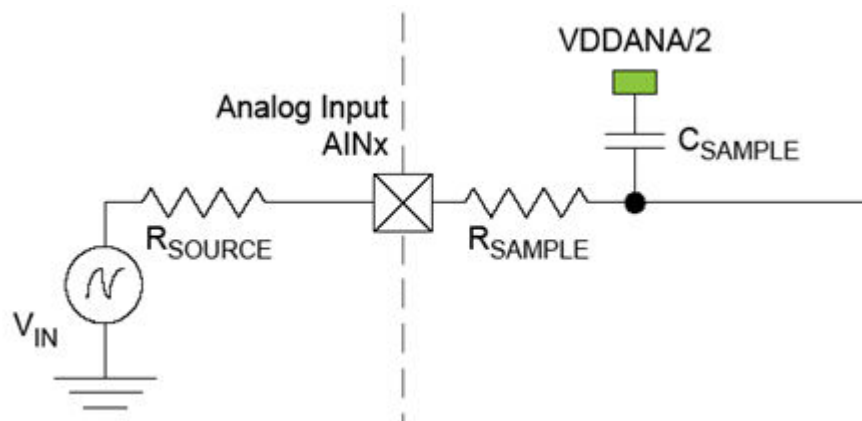 VDDANA/2
Analog Input
AINx
CSAMPLE
RSOURCE
RSAMPLE
VIN